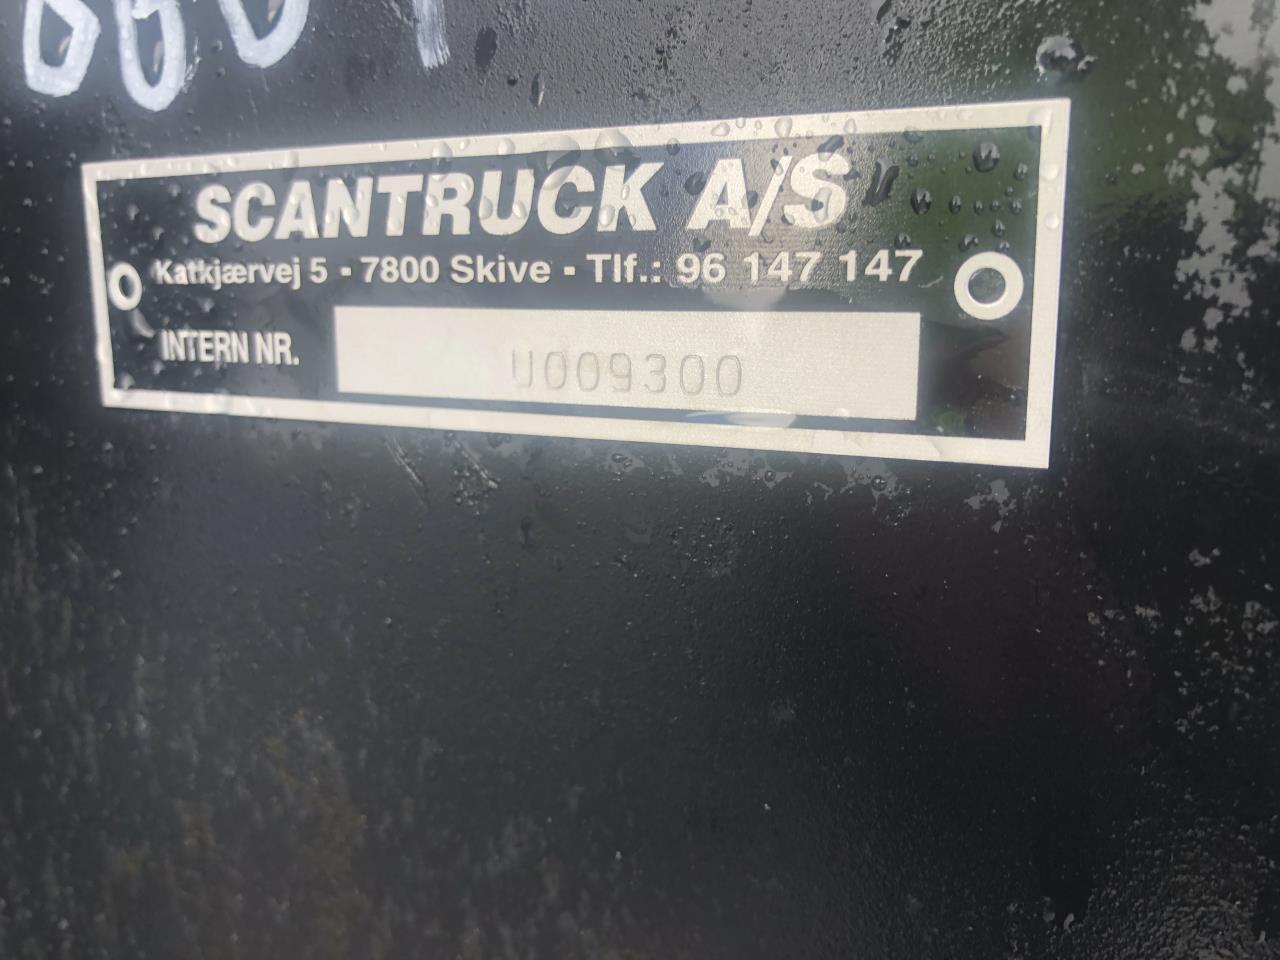 SCANTRUCK A/S
Katkjærvej 5 - 7800 Skive - Tlf.: 96 147 147
INTERN NR. U009300